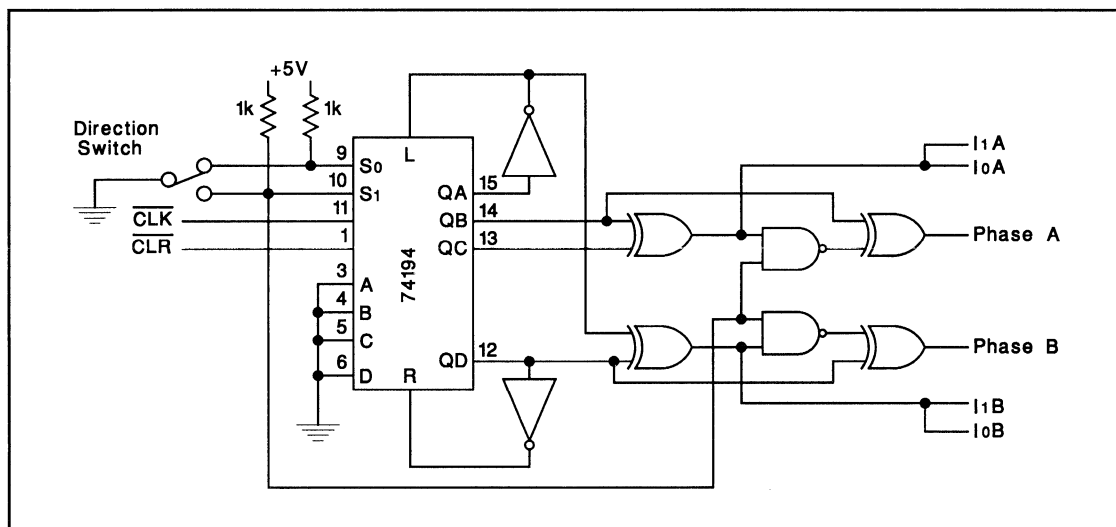 +5V
1k
1k
Direction
Switch
9
S0
L
10
S1
QA
15
CLK
11
QB
14
CLR
1
QC
13
I1A
I0A
Phase A
74194
3
A
4
B
5
C
6
D
R
QD
12
Phase B
I1B
I0B